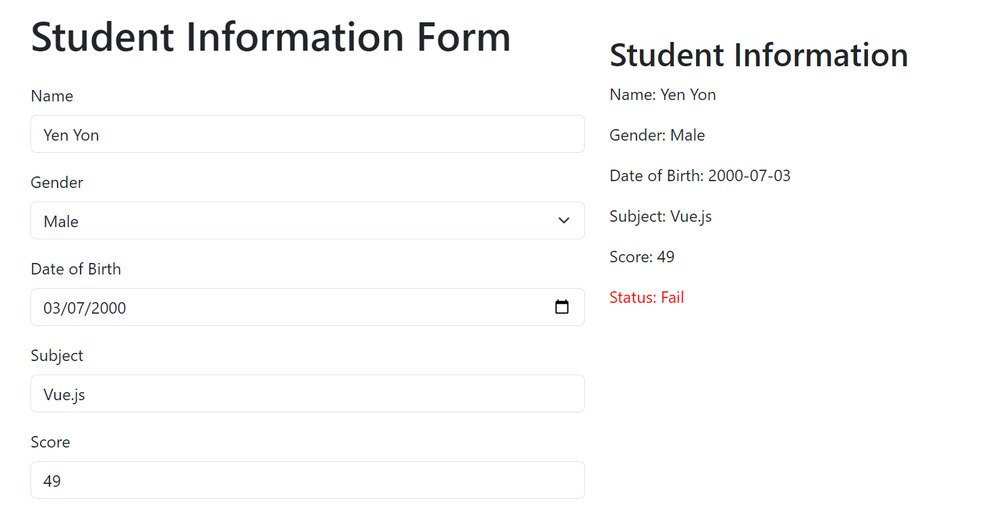 Student Information Form
Name
Yen Yon
Gender
Male
Date of Birth
03/07/2000
Subject
Vue.js
Score
49
Student Information
Name: Yen Yon
Gender: Male
Date of Birth: 2000-07-03
Subject: Vue.js
Score: 49
Status: Fail